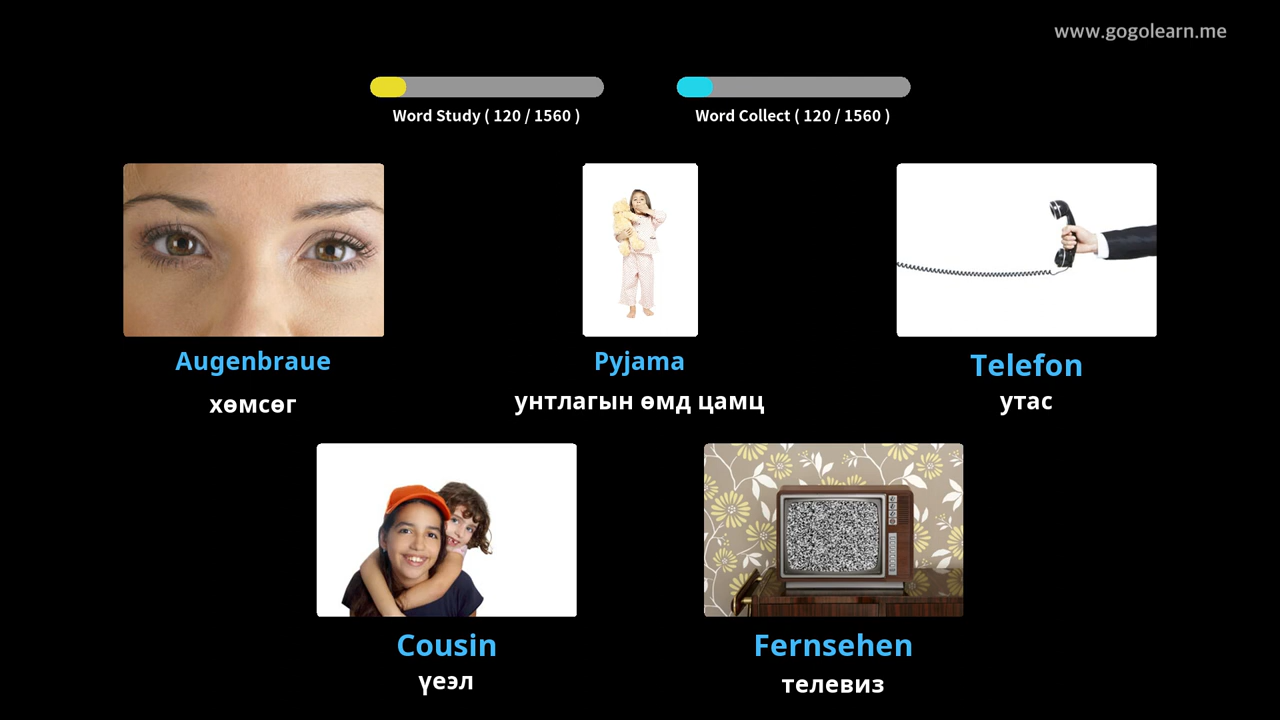 www.gogolearn.me
Word Study ( 120 / 1560 )
Word Collect ( 120 / 1560 )
Augenbraue
хөмсөг
Pyjama
унтлагын өмд цамц
Telefon
утас
Cousin
үеэл
Fernsehen
телевиз